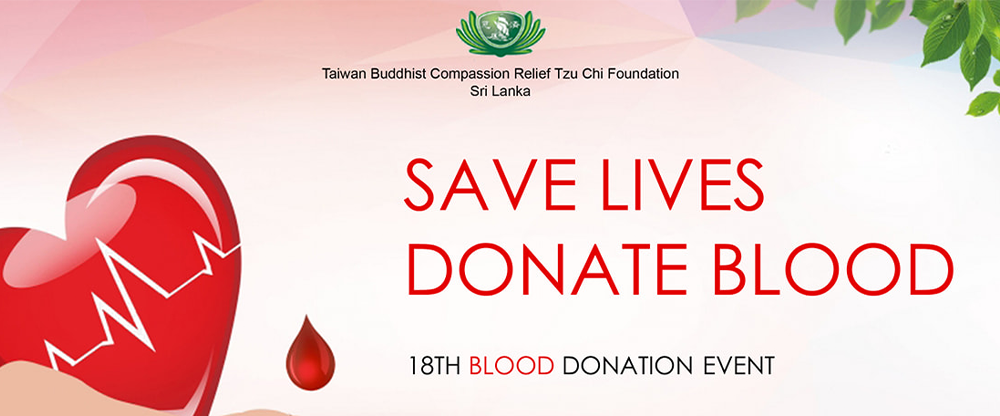 Taiwan Buddhist Compassion Relief Tzu Chi Foundation
Sri Lanka
SAVE LIVES
DONATE BLOOD
18TH BLOOD DONATION EVENT